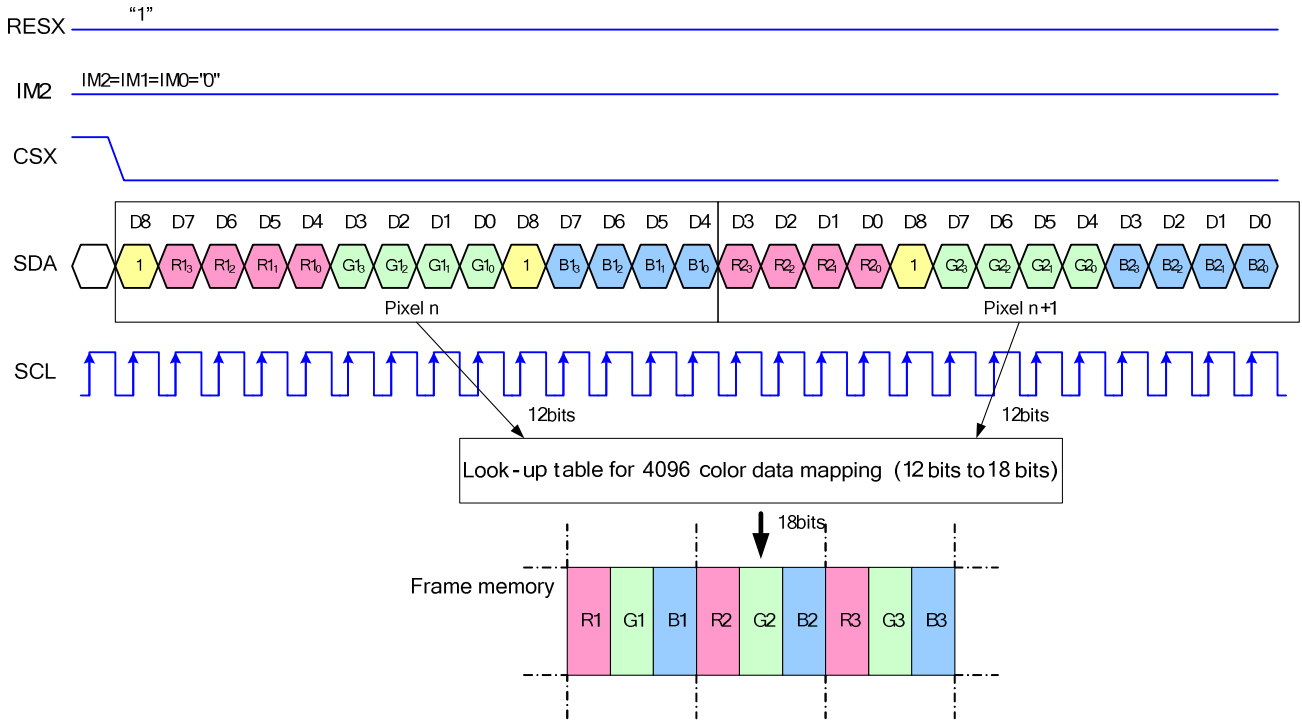 “1”
RESX
IM2=IM1=IM0="0"
IM2
CSX
D8 D7 D6 D5 D4 D3 D2 D1 D0 D8 D7 D6 D5 D4 D3 D2 D1 D0 D8 D7 D6 D5 D4 D3 D2 D1 D0
SDA 1 R1₃ R1₂ R1₁ R1₀ G1₃ G1₂ G1₁ G1₀ 1 B1₃ B1₂ B1₁ B1₀ R2₃ R2₂ R2₁ R2₀ 1 G2₃ G2₂ G2₁ G2₀ B2₃ B2₂ B2₁ B2₀
Pixel n Pixel n+1
SCL
12bits 12bits
Look-up table for 4096 color data mapping (12 bits to 18 bits)
18bits
Frame memory
R1 G1 B1 R2 G2 B2 R3 G3 B3